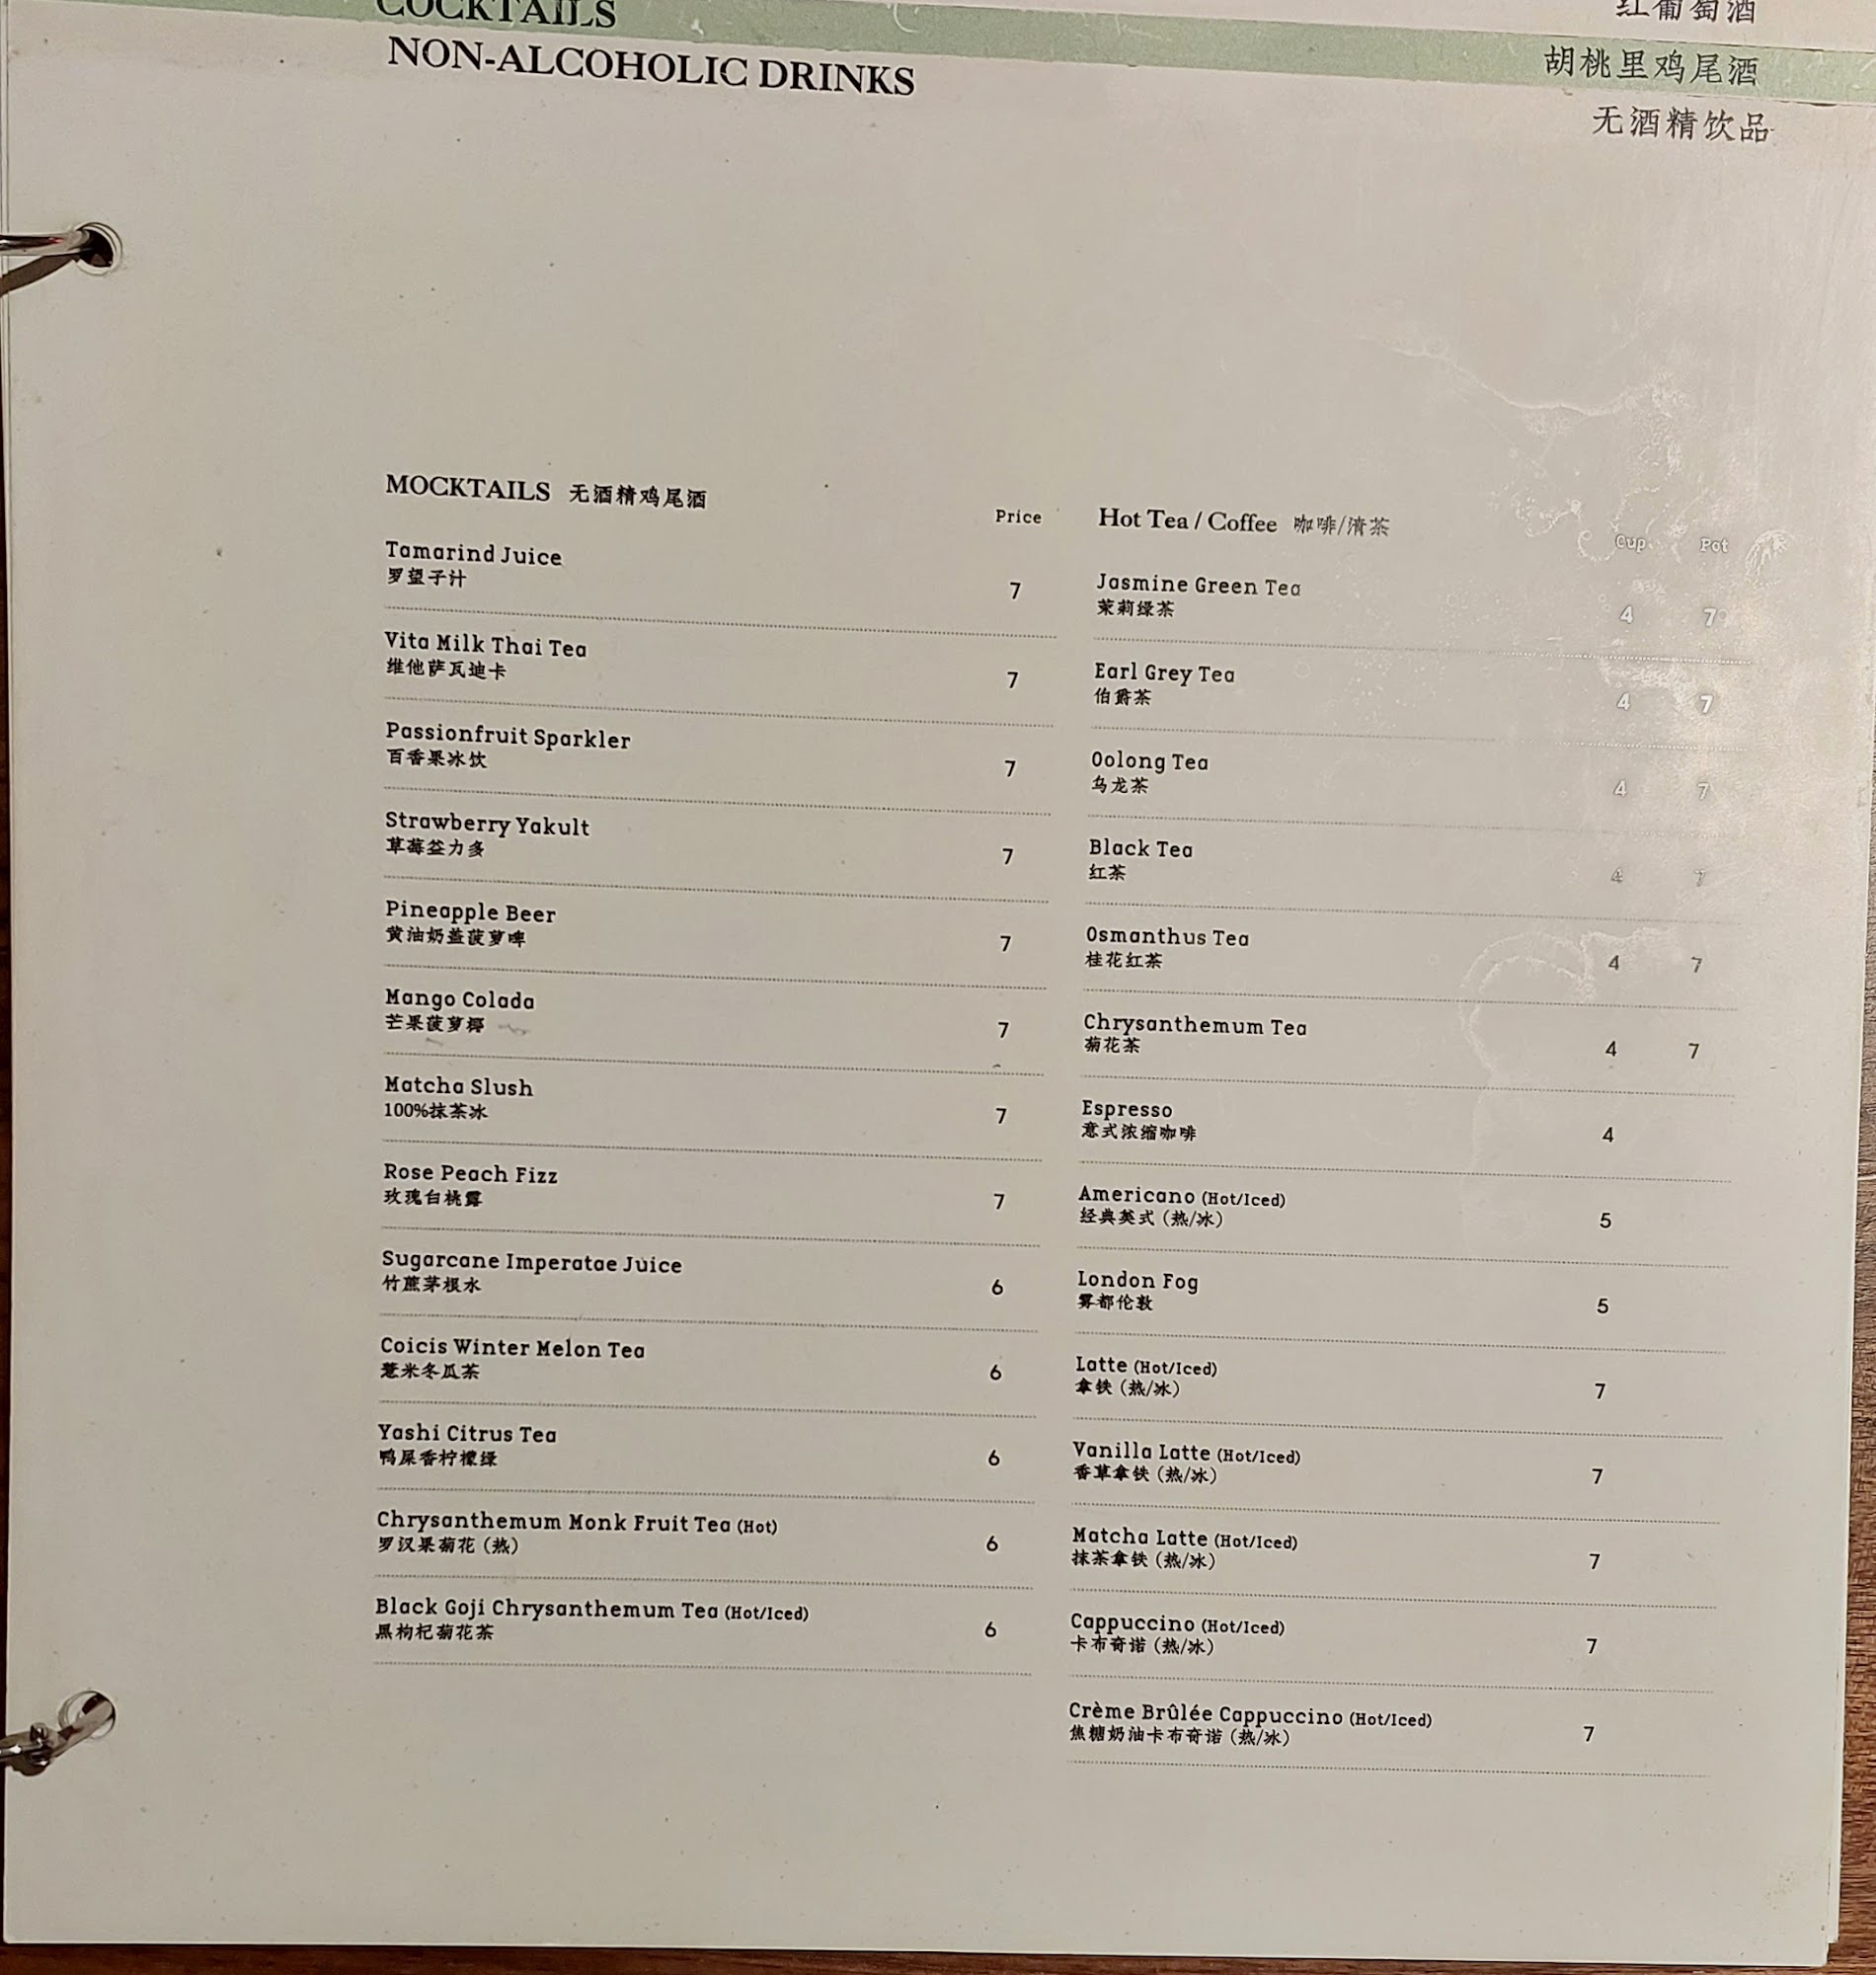 COCKTAILS
NON-ALCOHOLIC DRINKS
红葡萄酒
胡桃里鸡尾酒
无酒精饮品
MOCKTAILS 无酒精鸡尾酒
Price
Tamarind Juice
罗望子汁
7
Vita Milk Thai Tea
维他萨瓦迪卡
7
Passionfruit Sparkler
百香果冰饮
7
Strawberry Yakult
草莓益力多
7
Pineapple Beer
黄油奶盖菠萝啤
7
Mango Colada
芒果菠萝椰
7
Matcha Slush
100%抹茶冰
7
Rose Peach Fizz
玫瑰白桃露
7
Sugarcane Imperatae Juice
竹蔗茅根水
6
Coicis Winter Melon Tea
薏米冬瓜茶
6
Yashi Citrus Tea
鸭屎香柠檬绿
6
Chrysanthemum Monk Fruit Tea (Hot)
罗汉果菊花 (热)
6
Black Goji Chrysanthemum Tea (Hot/Iced)
黑枸杞菊花茶
6
Hot Tea / Coffee 咖啡/清茶
Cup Pot
Jasmine Green Tea
茉莉绿茶
4 7
Earl Grey Tea
伯爵茶
4 7
Oolong Tea
乌龙茶
4 7
Black Tea
红茶
4 7
Osmanthus Tea
桂花红茶
4 7
Chrysanthemum Tea
菊花茶
4 7
Espresso
意式浓缩咖啡
4
Americano (Hot/Iced)
经典美式 (热/冰)
5
London Fog
雾都伦敦
5
Latte (Hot/Iced)
拿铁 (热/冰)
7
Vanilla Latte (Hot/Iced)
香草拿铁 (热/冰)
7
Matcha Latte (Hot/Iced)
抹茶拿铁 (热/冰)
7
Cappuccino (Hot/Iced)
卡布奇诺 (热/冰)
7
Crème Brûlée Cappuccino (Hot/Iced)
焦糖奶油卡布奇诺 (热/冰)
7